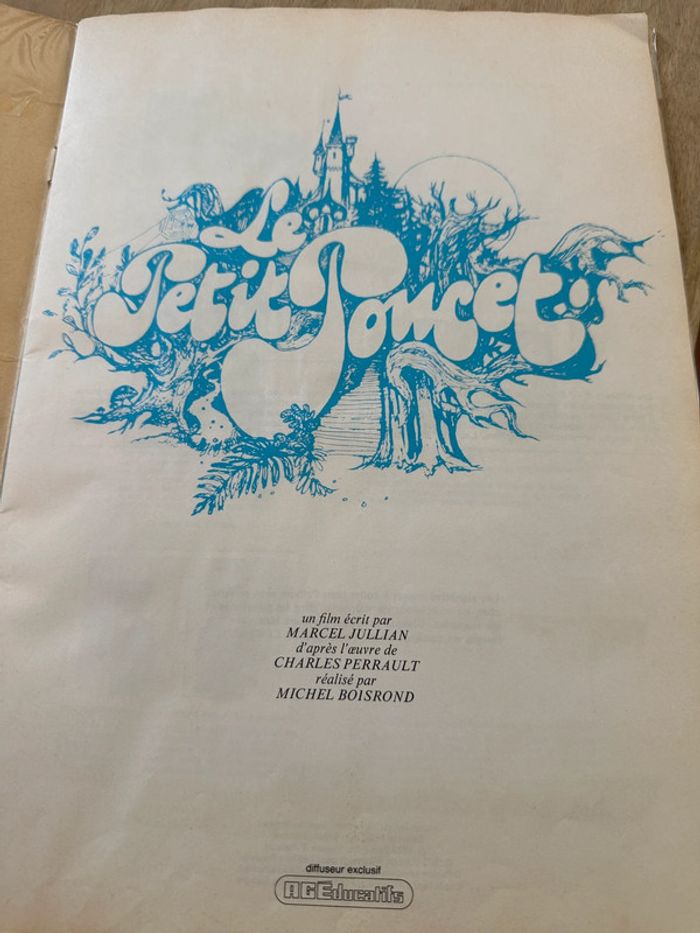 Le
Petit Poucet
un film écrit par
MARCEL JULLIAN
d'après l'œuvre de
CHARLES PERRAULT
réalisé par
MICHEL BOISROND
diffuseur exclusif
AGEducatifs